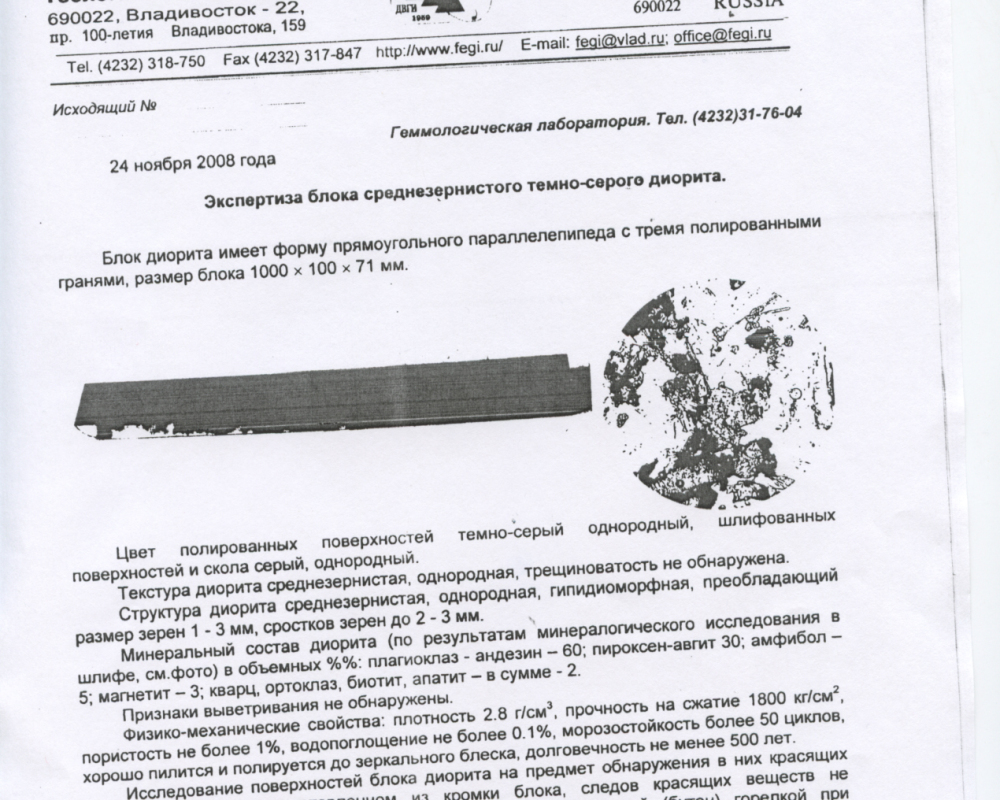 690022, Владивосток - 22,
пр. 100-летия Владивостока, 159
ДВГИ
1959
690022 RUSSIA
Tel. (4232) 318-750 Fax (4232) 317-847 http://www.fegi.ru/ E-mail: fegi@vlad.ru; office@fegi.ru
Исходящий №
Геммологическая лаборатория. Тел. (4232)31-76-04
24 ноября 2008 года
Экспертиза блока среднезернистого темно-серого диорита.
Блок диорита имеет форму прямоугольного параллелепипеда с тремя полированными
гранями, размер блока 1000 × 100 × 71 мм.
Цвет полированных поверхностей темно-серый однородный, шлифованных
поверхностей и скола серый, однородный.
Текстура диорита среднезернистая, однородная, трещиноватость не обнаружена.
Структура диорита среднезернистая, однородная, гипидиоморфная, преобладающий
размер зерен 1 - 3 мм, сростков зерен до 2 - 3 мм.
Минеральный состав диорита (по результатам минералогического исследования в
шлифе, см.фото) в объемных %%: плагиоклаз - андезин – 60; пироксен-авгит 30; амфибол –
5; магнетит – 3; кварц, ортоклаз, биотит, апатит – в сумме - 2.
Признаки выветривания не обнаружены.
Физико-механические свойства: плотность 2.8 г/см³, прочность на сжатие 1800 кг/см²,
пористость не более 1%, водопоглощение не более 0.1%, морозостойкость более 50 циклов,
хорошо пилится и полируется до зеркального блеска, долговечность не менее 500 лет.
Исследование поверхностей блока диорита на предмет обнаружения в них красящих
из кромки блока, следов красящих веществ не
(бутан) горелкой при